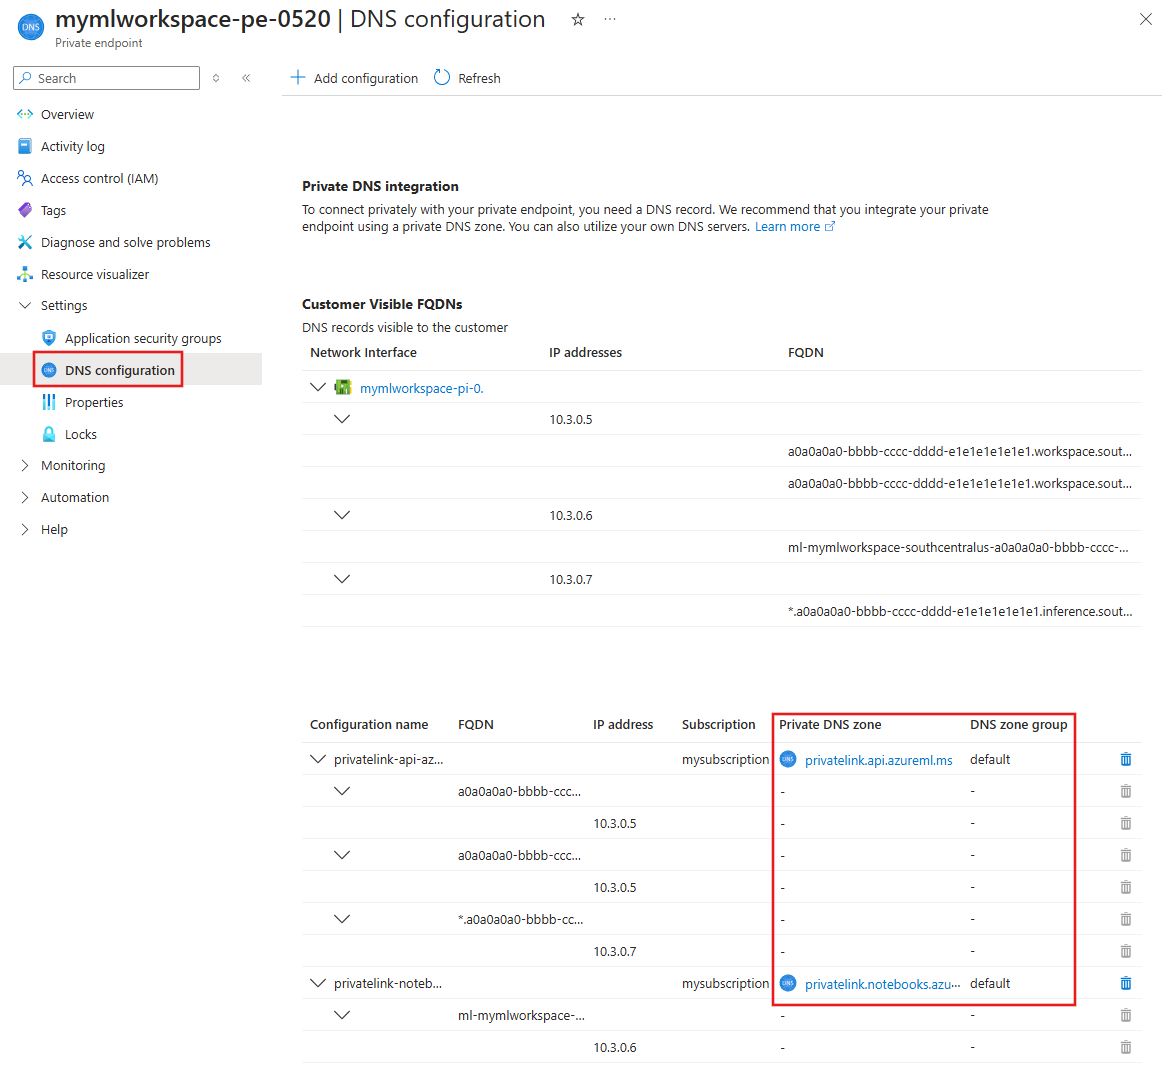 mymlworkspace-pe-0520 | DNS configuration
Private endpoint
Search
Add configuration Refresh
Overview
Activity log
Access control (IAM)
Tags
Diagnose and solve problems
Resource visualizer
Settings
Application security groups
DNS configuration
Properties
Locks
Monitoring
Automation
Help
Private DNS integration
To connect privately with your private endpoint, you need a DNS record. We recommend that you integrate your private
endpoint using a private DNS zone. You can also utilize your own DNS servers. Learn more
Customer Visible FQDNs
DNS records visible to the customer
Network Interface IP addresses FQDN
mymlworkspace-pi-0.
10.3.0.5
a0a0a0a0-bbbb-cccc-dddd-e1e1e1e1e1e1.workspace.sout...
a0a0a0a0-bbbb-cccc-dddd-e1e1e1e1e1e1.workspace.sout...
10.3.0.6
ml-mymlworkspace-southcentralus-a0a0a0a0-bbbb-cccc-...
10.3.0.7
*.a0a0a0a0-bbbb-cccc-dddd-e1e1e1e1e1e1.inference.sout...
Configuration name FQDN IP address Subscription Private DNS zone DNS zone group
privatelink-api-az... mysubscription DNS privatelink.api.azureml.ms default
a0a0a0a0-bbbb-ccc... - -
10.3.0.5 - -
a0a0a0a0-bbbb-ccc... - -
10.3.0.5 - -
*.a0a0a0a0-bbbb-cc... - -
10.3.0.7 - -
privatelink-noteb... mysubscription DNS privatelink.notebooks.azu... default
ml-mymlworkspace-... - -
10.3.0.6 - -